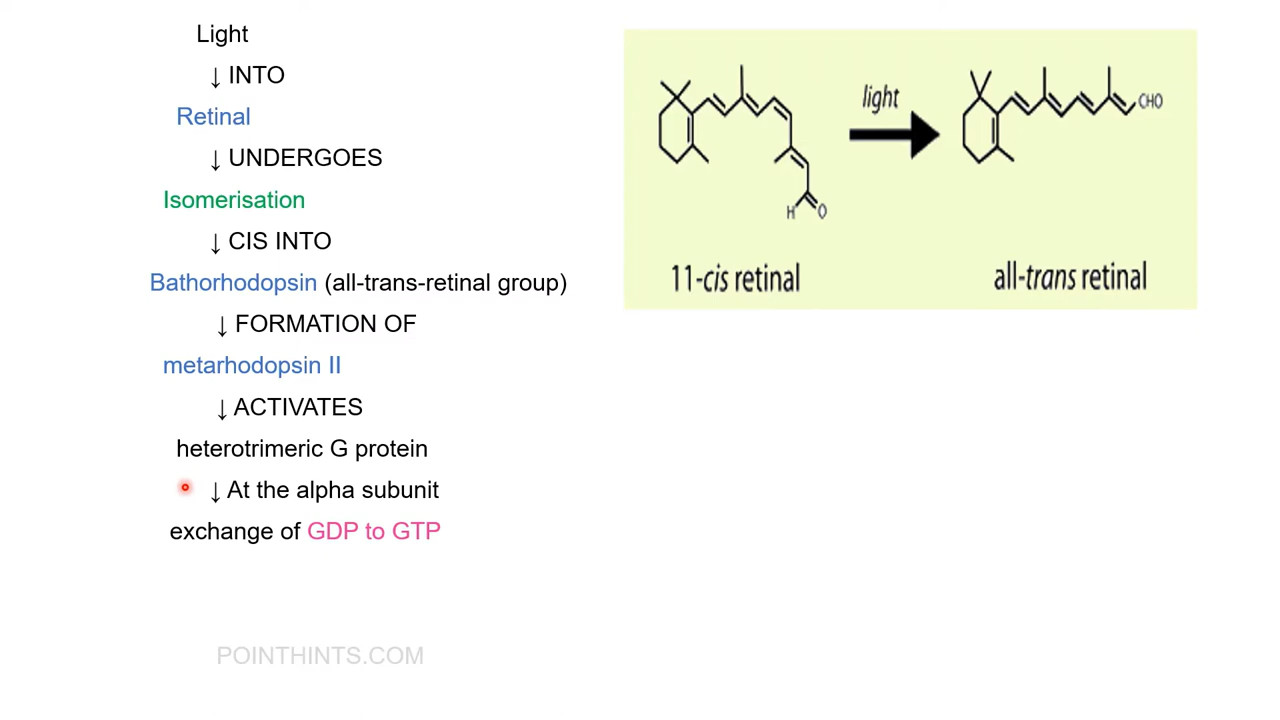 Light
↓ INTO
Retinal
↓ UNDERGOES
Isomerisation
↓ CIS INTO
Bathorhodopsin (all-trans-retinal group)
↓ FORMATION OF
metarhodopsin II
↓ ACTIVATES
heterotrimeric G protein
↓ At the alpha subunit
exchange of GDP to GTP
POINTHINTS.COM
light
CHO
H O
11-cis retinal
all-trans retinal